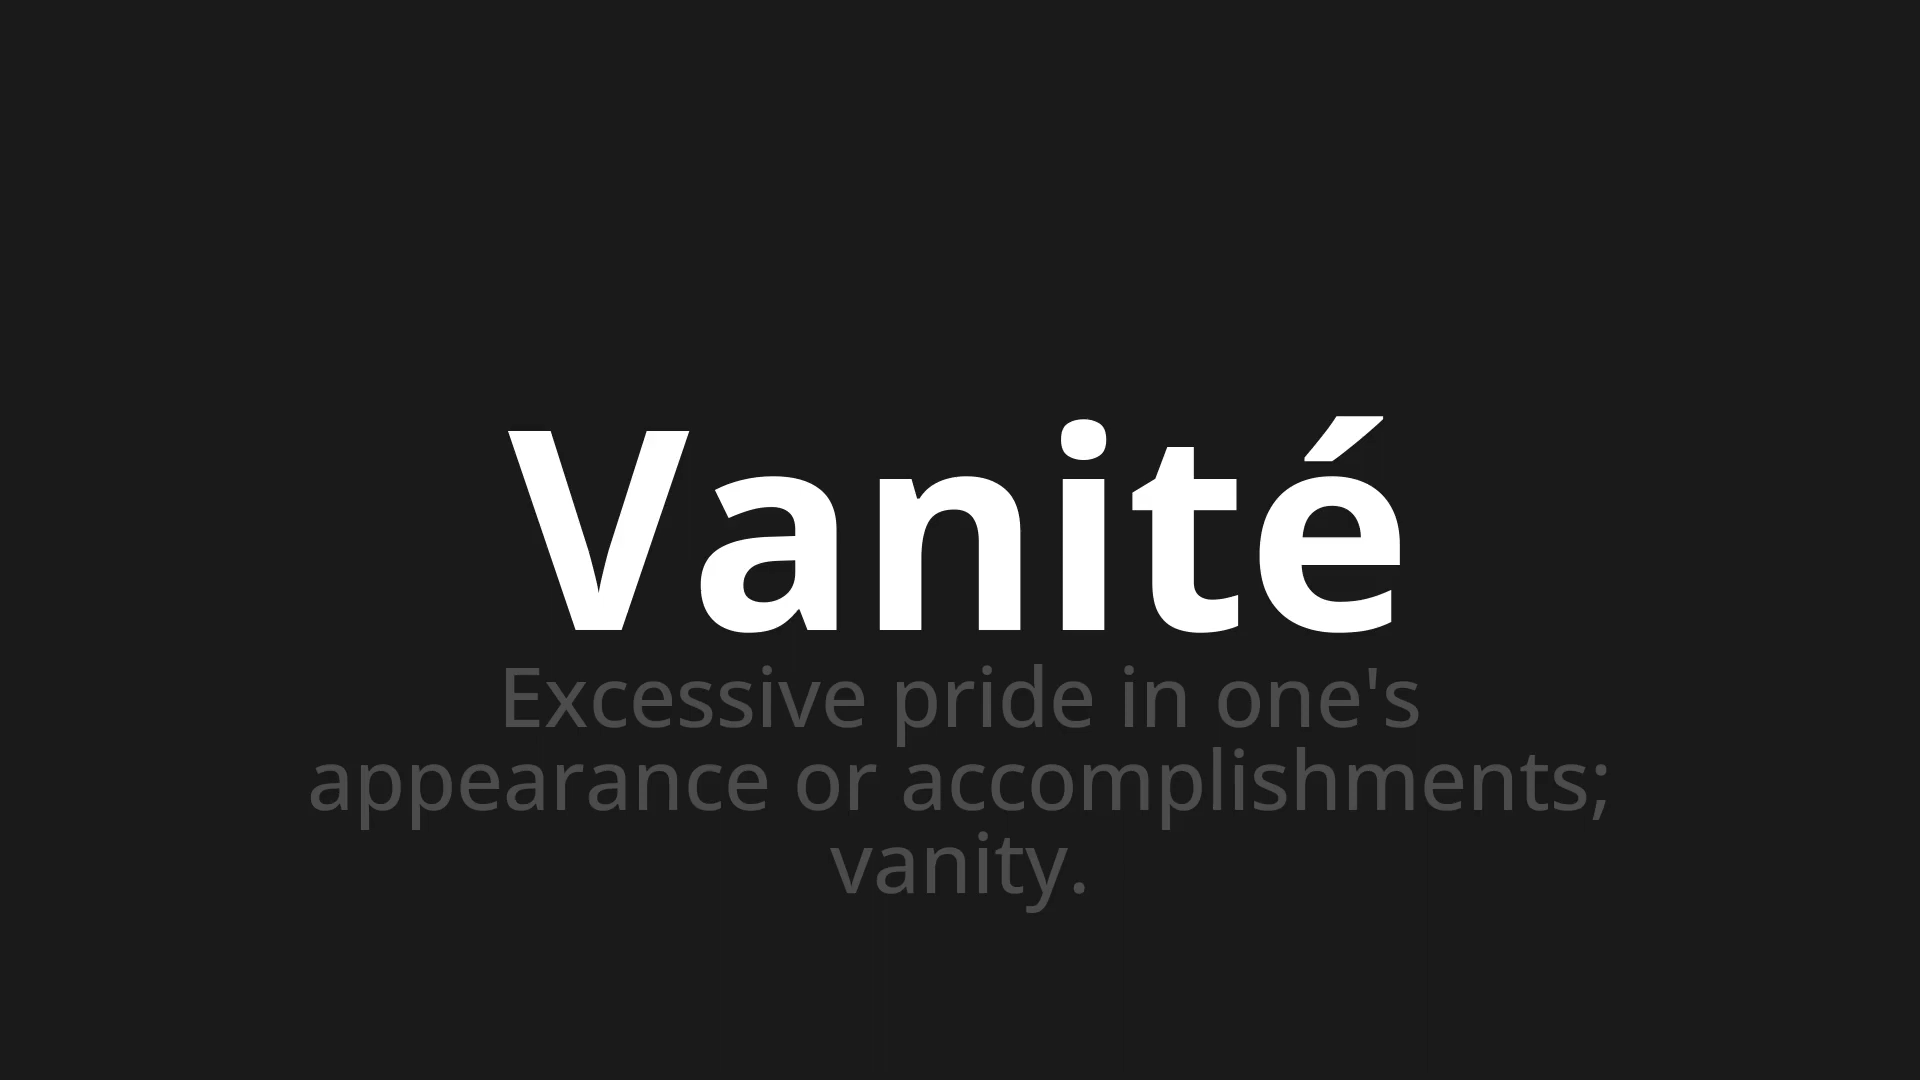 Vanité
Excessive pride in one's
appearance or accomplishments;
vanity.